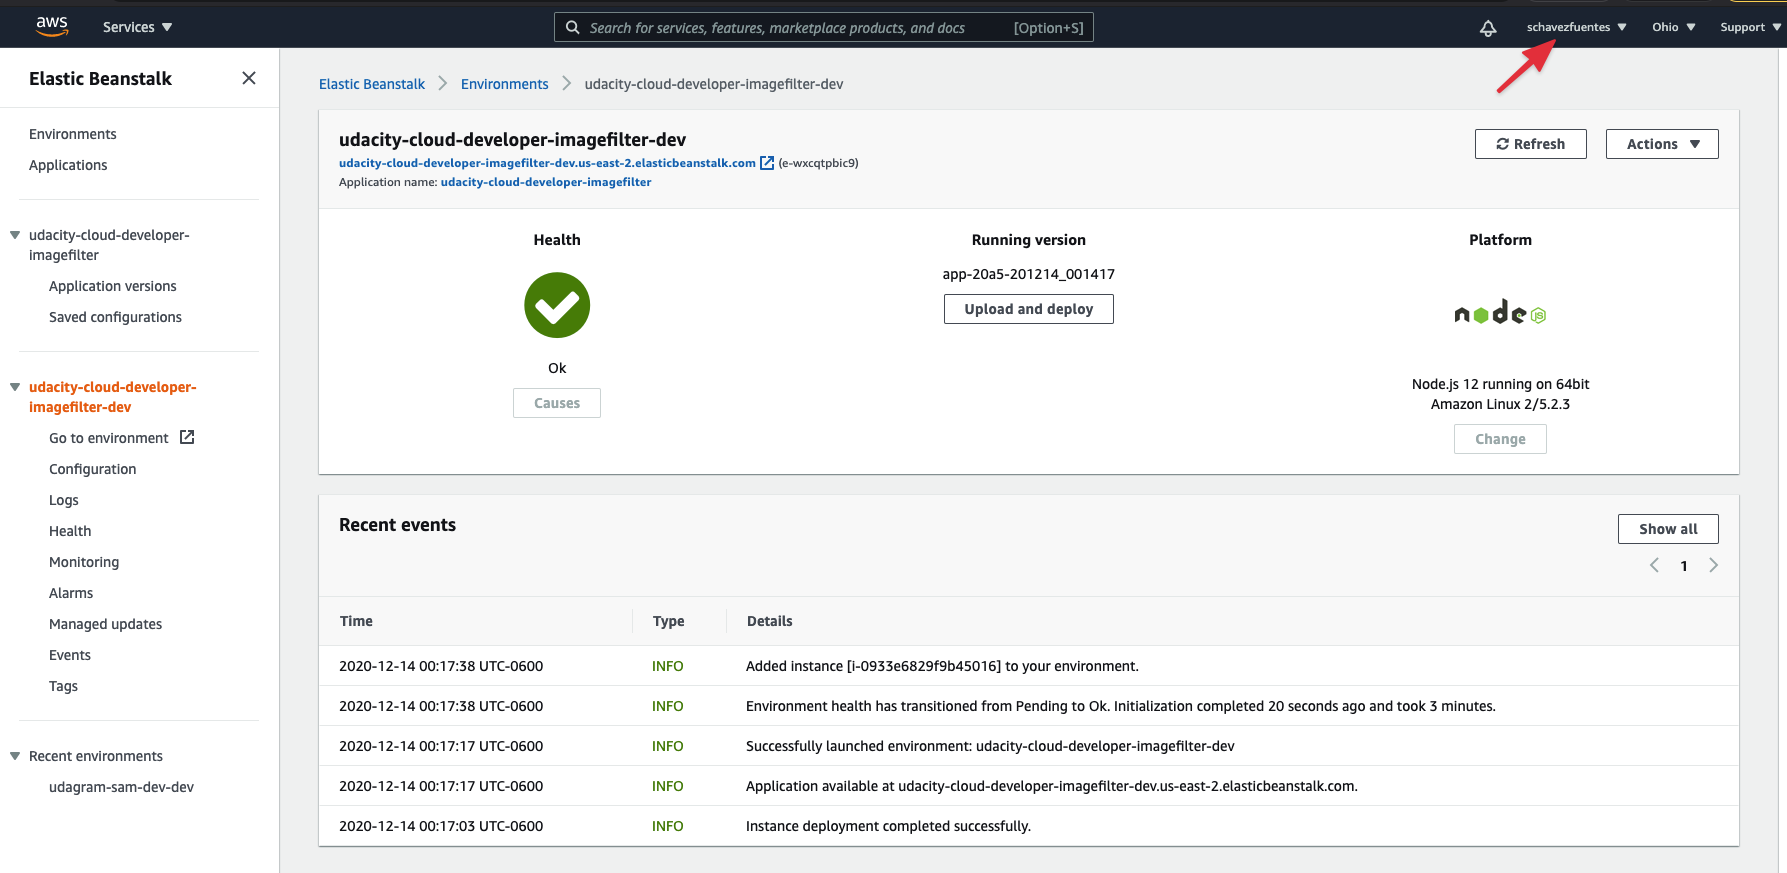 aws
Services
Search for services, features, marketplace products, and docs [Option+S]
schavezfuentes
Ohio
Support
Elastic Beanstalk
Environments
Applications
udacity-cloud-developer-
imagefilter
Application versions
Saved configurations
udacity-cloud-developer-
imagefilter-dev
Go to environment
Configuration
Logs
Health
Monitoring
Alarms
Managed updates
Events
Tags
Recent environments
udagram-sam-dev-dev
Elastic Beanstalk > Environments > udacity-cloud-developer-imagefilter-dev
udacity-cloud-developer-imagefilter-dev
udacity-cloud-developer-imagefilter-dev.us-east-2.elasticbeanstalk.com (e-wxcqtpbic9)
Application name: udacity-cloud-developer-imagefilter
Refresh
Actions
Health
Ok
Causes
Running version
app-20a5-201214_001417
Upload and deploy
Platform
node JS
Node.js 12 running on 64bit
Amazon Linux 2/5.2.3
Change
Recent events
Show all
1
Time Type Details
2020-12-14 00:17:38 UTC-0600 INFO Added instance [i-0933e6829f9b45016] to your environment.
2020-12-14 00:17:38 UTC-0600 INFO Environment health has transitioned from Pending to Ok. Initialization completed 20 seconds ago and took 3 minutes.
2020-12-14 00:17:17 UTC-0600 INFO Successfully launched environment: udacity-cloud-developer-imagefilter-dev
2020-12-14 00:17:17 UTC-0600 INFO Application available at udacity-cloud-developer-imagefilter-dev.us-east-2.elasticbeanstalk.com.
2020-12-14 00:17:03 UTC-0600 INFO Instance deployment completed successfully.